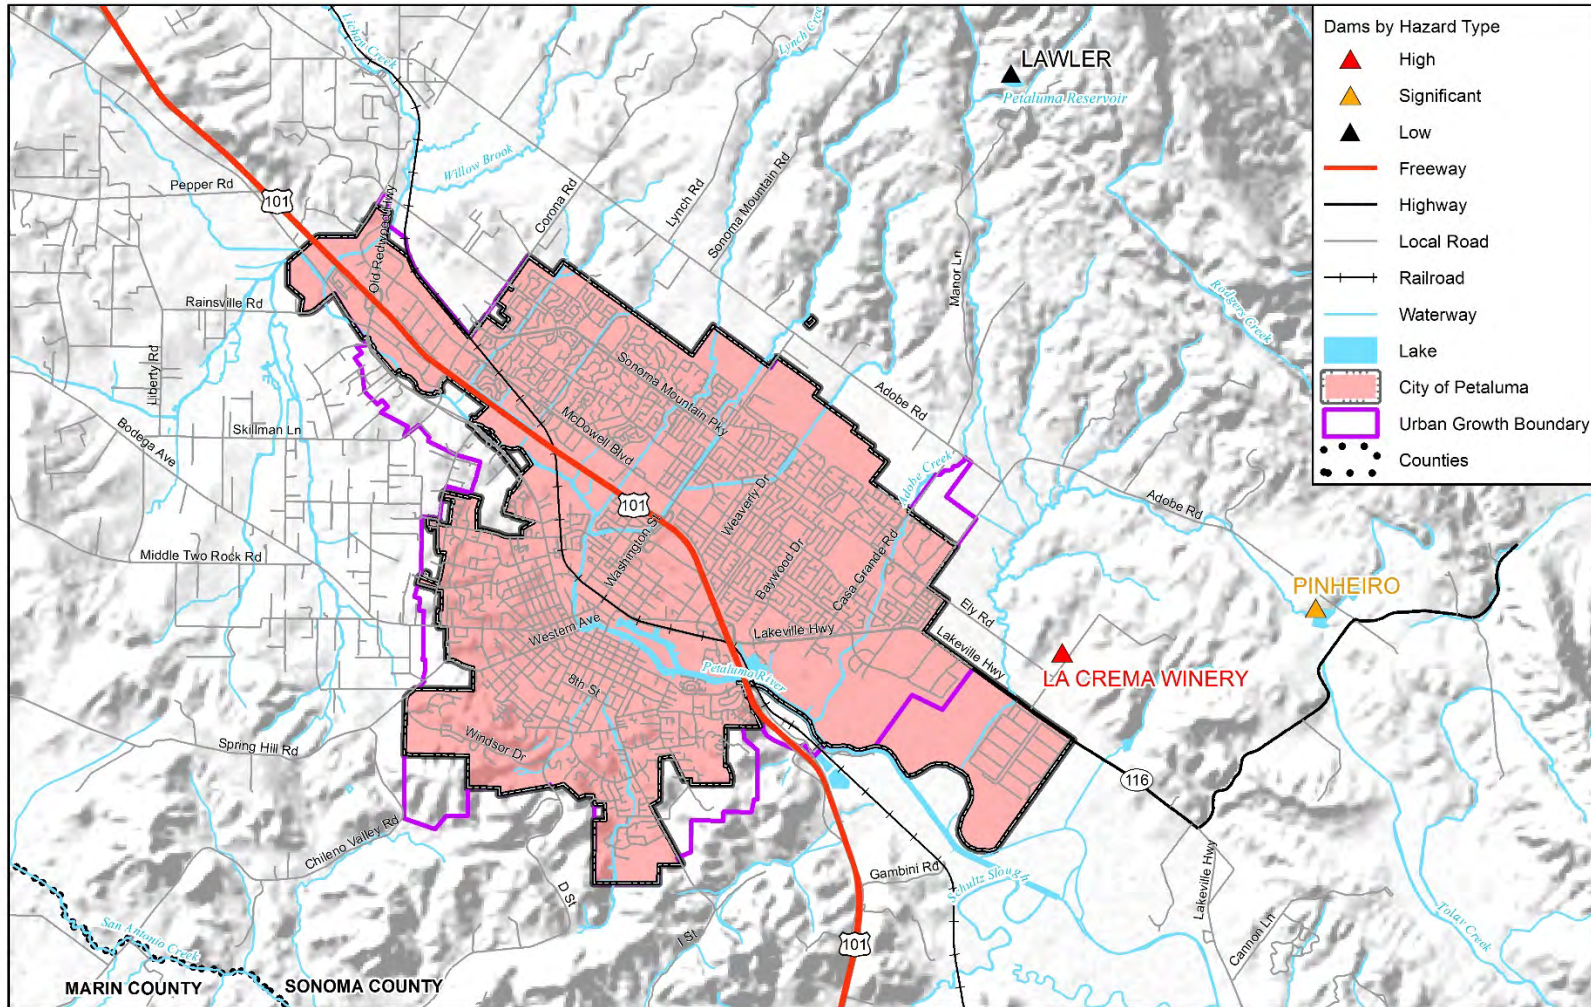 Lichau Creek
Lynch Creek
LAWLER
Petaluma Reservoir
Willow Brook
Pepper Rd
101
Old Redwood Hwy
Corona Rd
Lynch Rd
Sonoma Mountain Rd
Manor Ln
Rodgers Creek
Rainsville Rd
Liberty Rd
Sonoma Mountain Pky
Adobe Rd
McDowell Blvd
Skillman Ln
Bodega Ave
Adobe Creek
101
Weaverly Dr
Washington St
Adobe Rd
Middle Two Rock Rd
Baywood Dr
Casa Grande Rd
PINHEIRO
Ely Rd
Western Ave
Lakeville Hwy
Lakeville Hwy
LA CREMA WINERY
Petaluma River
8th St
Windsor Dr
Spring Hill Rd
116
Chileno Valley Rd
Gambini Rd
Schultz Slough
Lakeville Hwy
D St
I St
101
Cannon Ln
Tolay Creek
San Antonio Creek
MARIN COUNTY
SONOMA COUNTY
Dams by Hazard Type
High
Significant
Low
Freeway
Highway
Local Road
Railroad
Waterway
Lake
City of Petaluma
Urban Growth Boundary
Counties